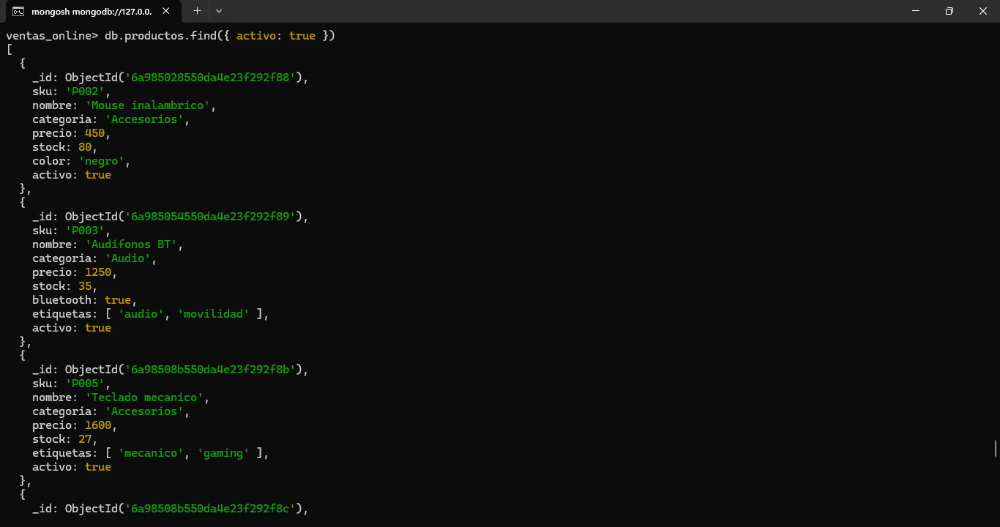 mongosh mongodb://127.0.0.
ventas_online> db.productos.find({ activo: true })
[
  {
    _id: ObjectId('6a985028550da4e23f292f88'),
    sku: 'P002',
    nombre: 'Mouse inalambrico',
    categoria: 'Accesorios',
    precio: 450,
    stock: 80,
    color: 'negro',
    activo: true
  },
  {
    _id: ObjectId('6a985054550da4e23f292f89'),
    sku: 'P003',
    nombre: 'Audifonos BT',
    categoria: 'Audio',
    precio: 1250,
    stock: 35,
    bluetooth: true,
    etiquetas: [ 'audio', 'movilidad' ],
    activo: true
  },
  {
    _id: ObjectId('6a98508b550da4e23f292f8b'),
    sku: 'P005',
    nombre: 'Teclado mecanico',
    categoria: 'Accesorios',
    precio: 1600,
    stock: 27,
    etiquetas: [ 'mecanico', 'gaming' ],
    activo: true
  },
  {
    _id: ObjectId('6a98508b550da4e23f292f8c'),